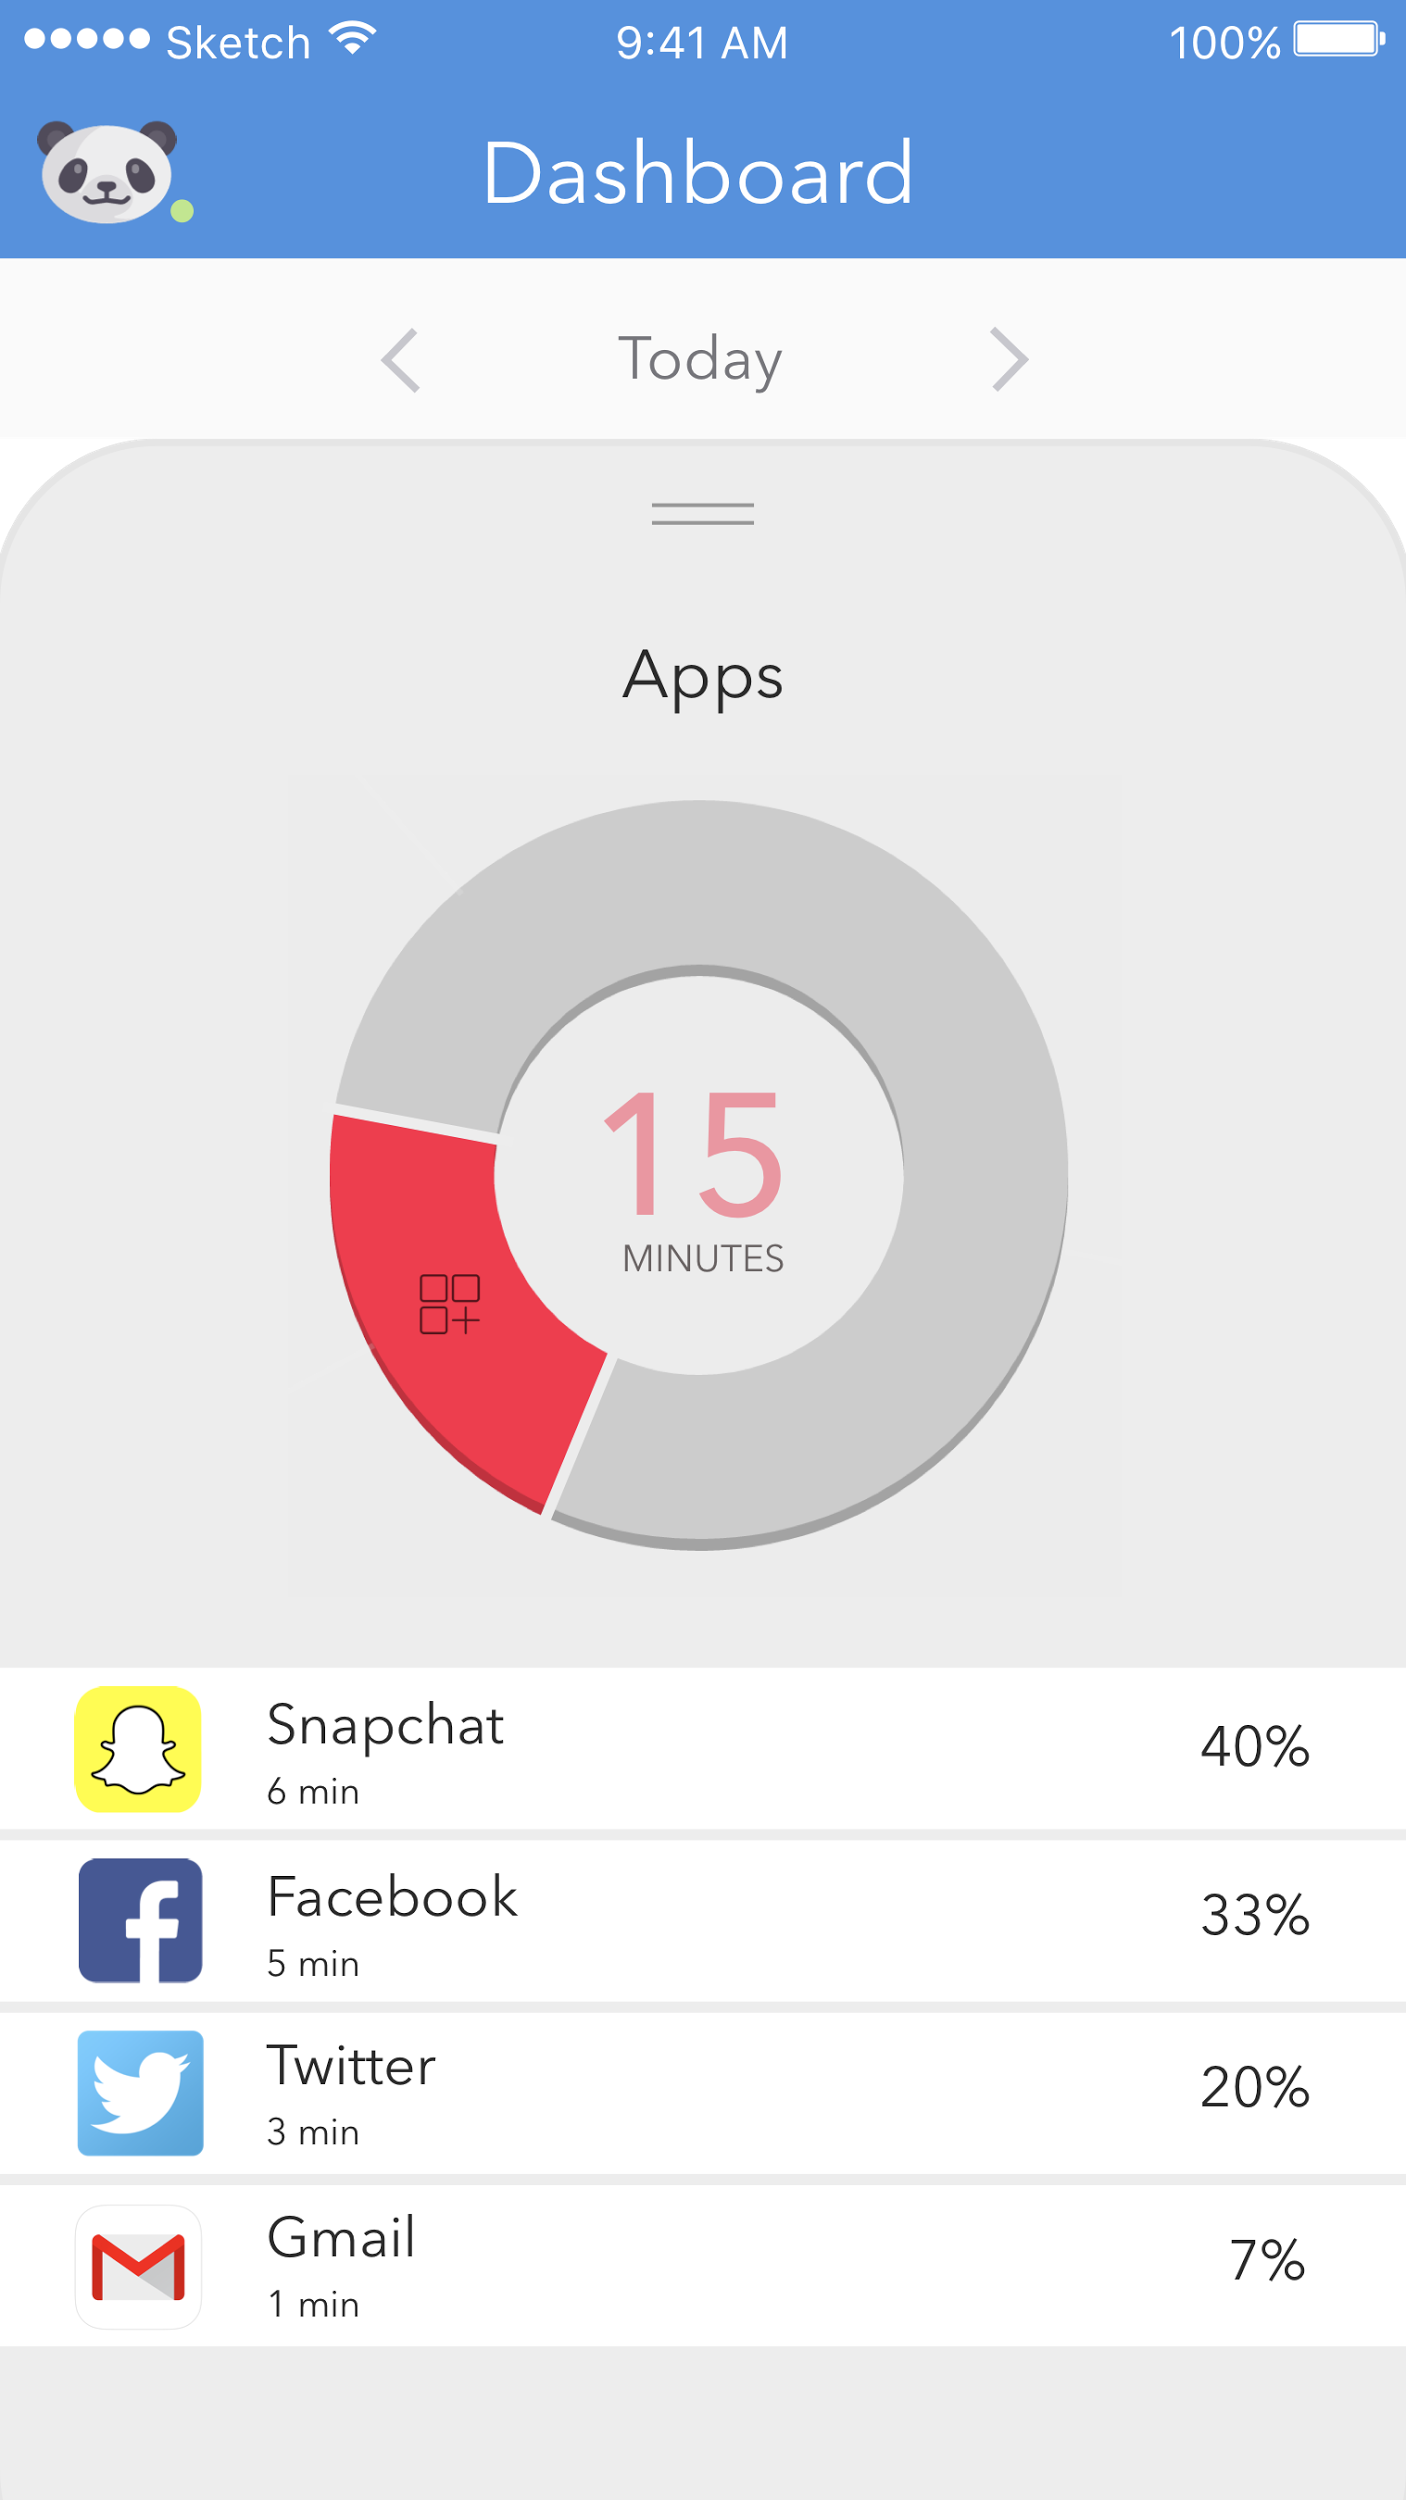 Sketch 9:41 AM 100%
Dashboard
Today
Apps
15
MINUTES
Snapchat
6 min
40%
Facebook
5 min
33%
Twitter
3 min
20%
Gmail
1 min
7%